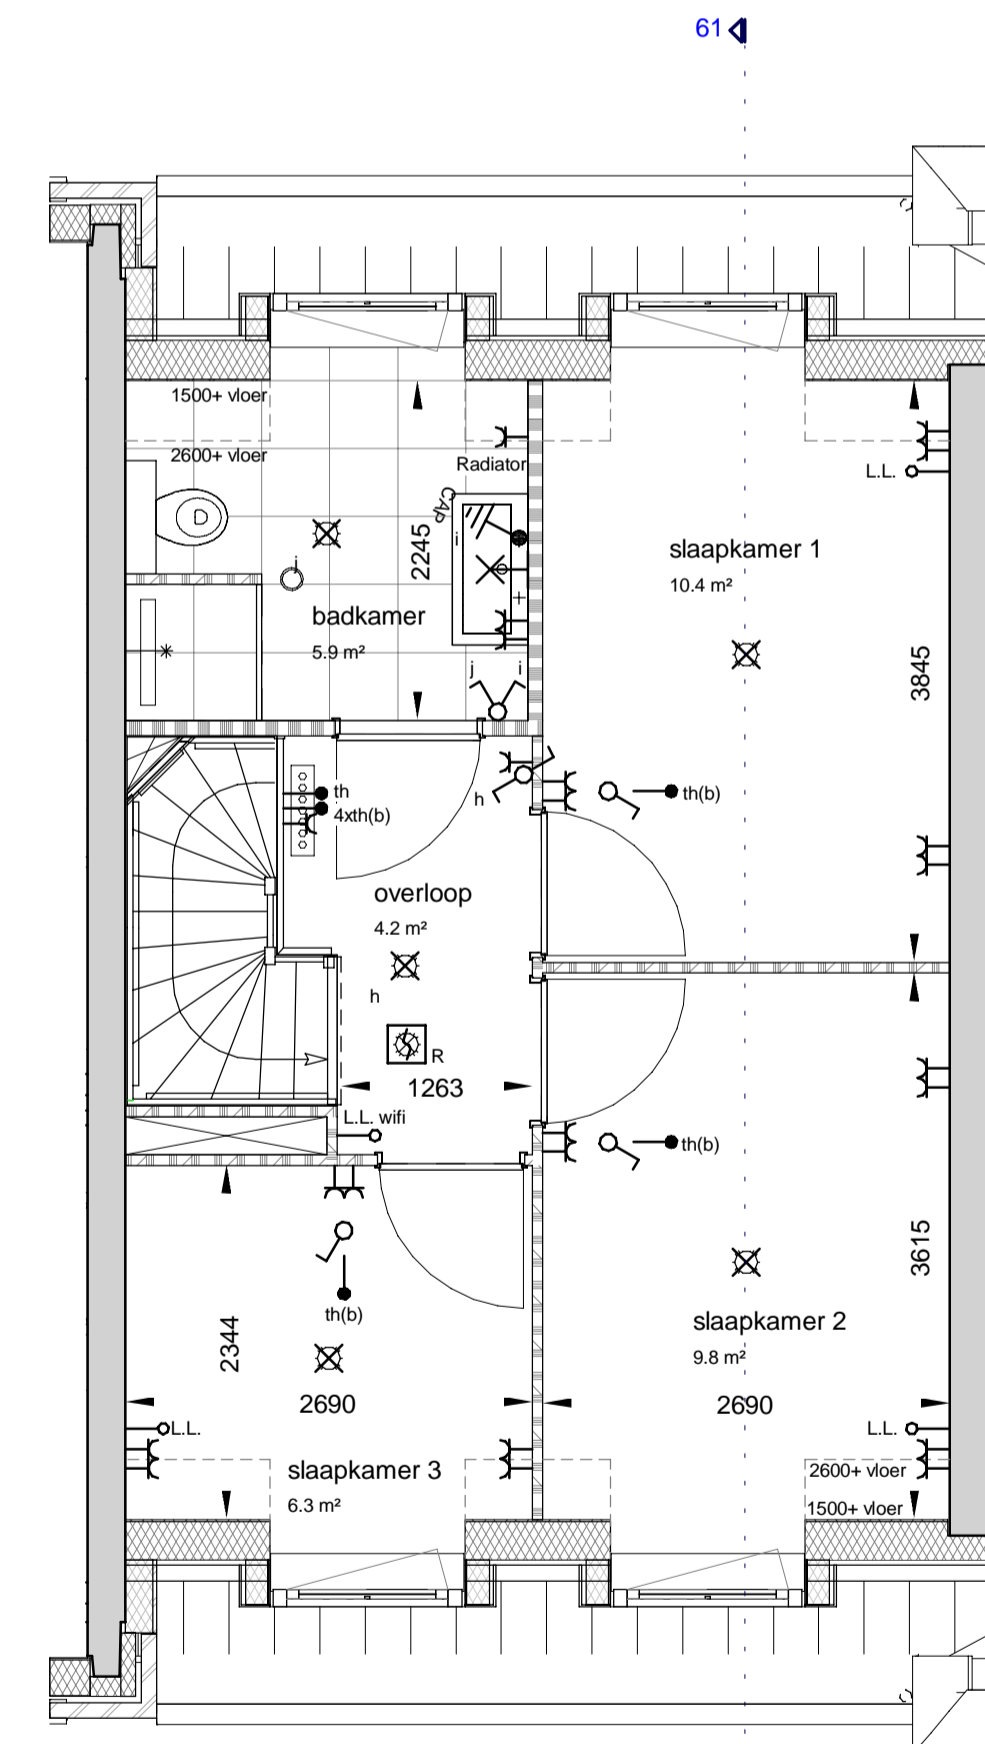 61
1500+ vloer
2600+ vloer
Radiator
L.L.
CAP
i
2245
slaapkamer 1
10.4 m²
j
badkamer
5.9 m²
j
i
3845
th
4xth(b)
h
th(b)
overloop
4.2 m²
h
R
1263
L.L. wifi
th(b)
3615
th(b)
2344
slaapkamer 2
9.8 m²
2690
2690
L.L.
L.L.
slaapkamer 3
6.3 m²
2600+ vloer
1500+ vloer